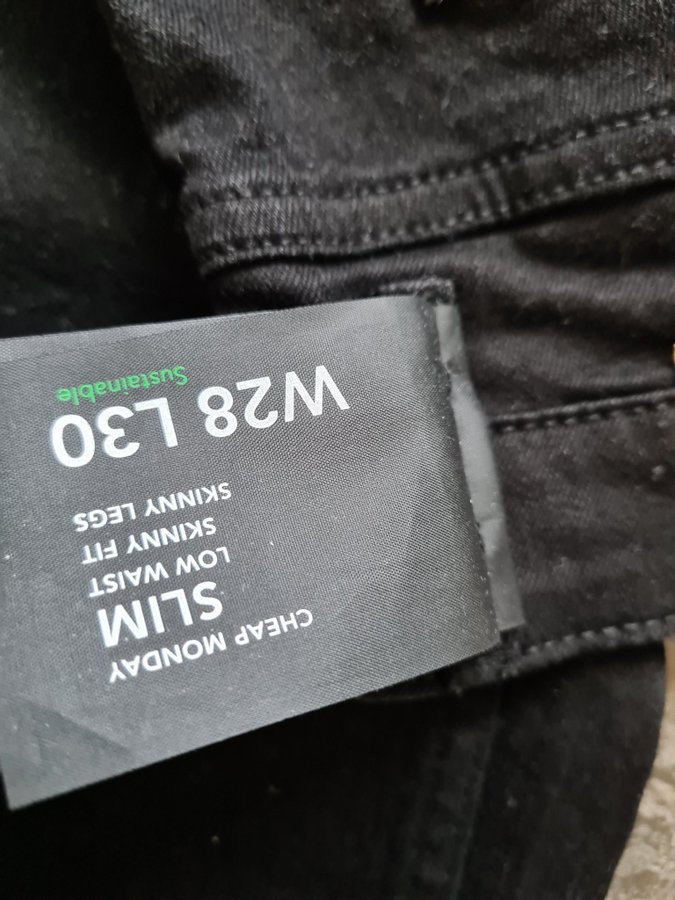 CHEAP MONDAY
SLIM
LOW WAIST
SKINNY FIT
SKINNY LEGS
W28 L30
Sustainable